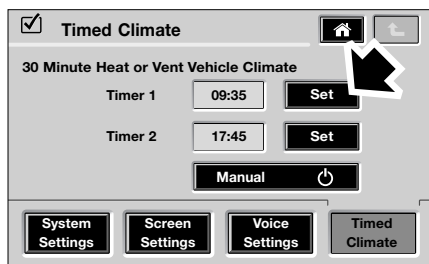 Timed Climate
30 Minute Heat or Vent Vehicle Climate
Timer 1 09:35 Set
Timer 2 17:45 Set
Manual
System Settings
Screen Settings
Voice Settings
Timed Climate